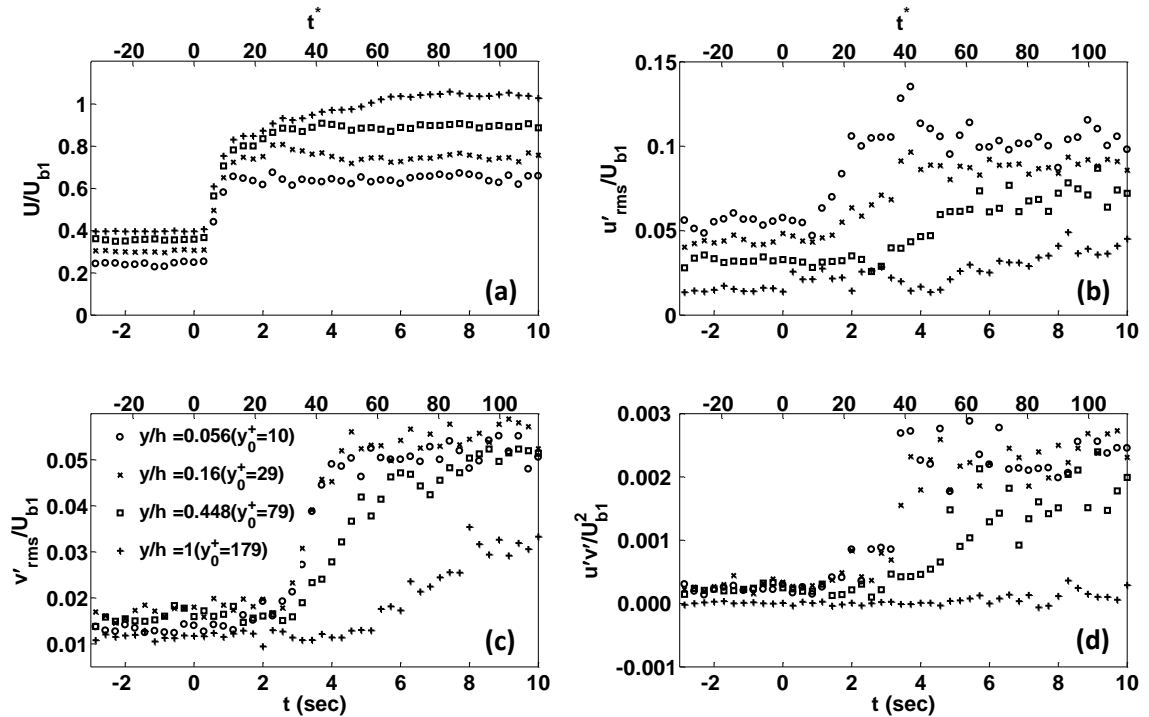 t*
-20 0 20 40 60 80 100
1
0.8
0.6
0.4
0.2
0
U/U_b1
(a)
-2 0 2 4 6 8 10
t*
-20 0 20 40 60 80 100
0.15
0.10
0.05
0
u'rms/U_b1
(b)
-2 0 2 4 6 8 10
-20 0 20 40 60 80 100
0.05
0.04
0.03
0.02
0.01
v'rms/U_b1
y/h =0.056(y₀⁺=10)
y/h =0.16(y₀⁺=29)
y/h =0.448(y₀⁺=79)
y/h =1(y₀⁺=179)
(c)
-2 0 2 4 6 8 10
t (sec)
-20 0 20 40 60 80 100
0.003
0.002
0.001
0.000
-0.001
u'v'/U²_b1
(d)
-2 0 2 4 6 8 10
t (sec)